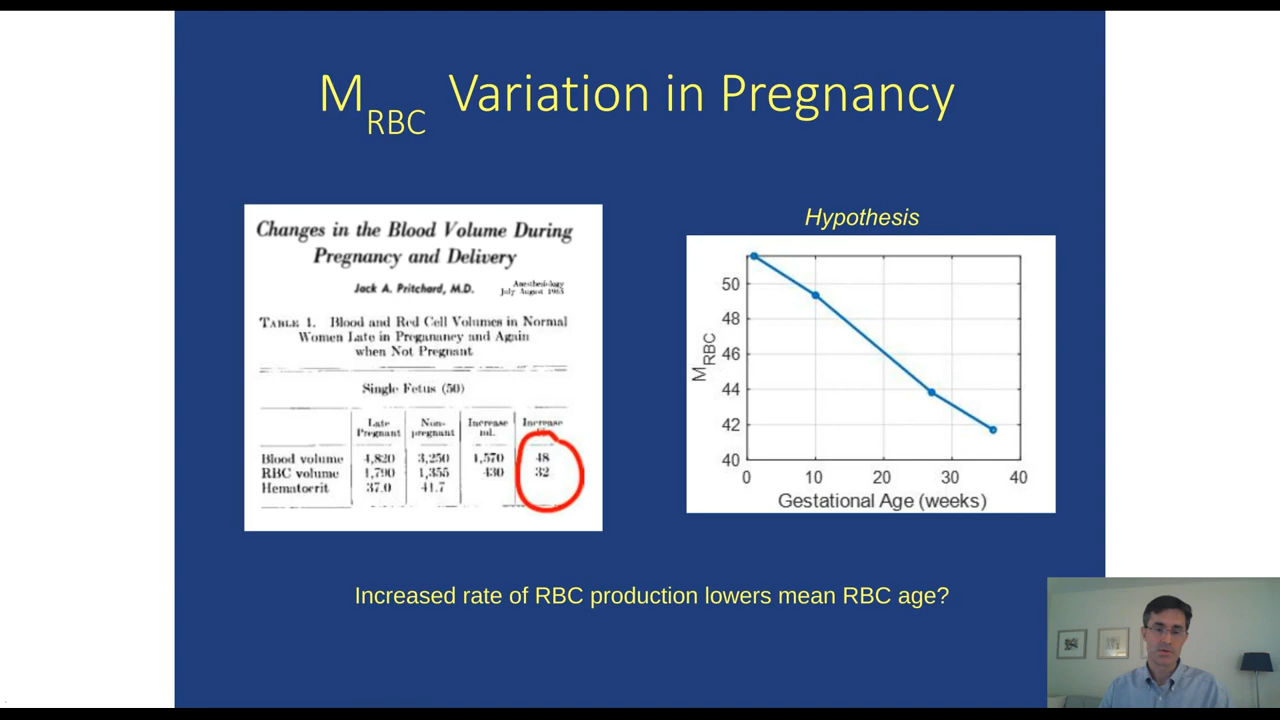 M RBC Variation in Pregnancy
Changes in the Blood Volume During
Pregnancy and Delivery
Jack A. Pritchard, M.D.
Anesthesiology
July August 1965
TABLE 1. Blood and Red Cell Volumes in Normal
Women Late in Pregnancy and Again
when Not Pregnant
Single Fetus (50)
Late Pregnant Non-pregnant Increase ml. Increase
Blood volume 4,820 3,250 1,570 48
RBC volume 1,790 1,355 430 32
Hematocrit 37.0 41.7
Hypothesis
50
48
46
44
42
40
M RBC
0 10 20 30 40
Gestational Age (weeks)
Increased rate of RBC production lowers mean RBC age?